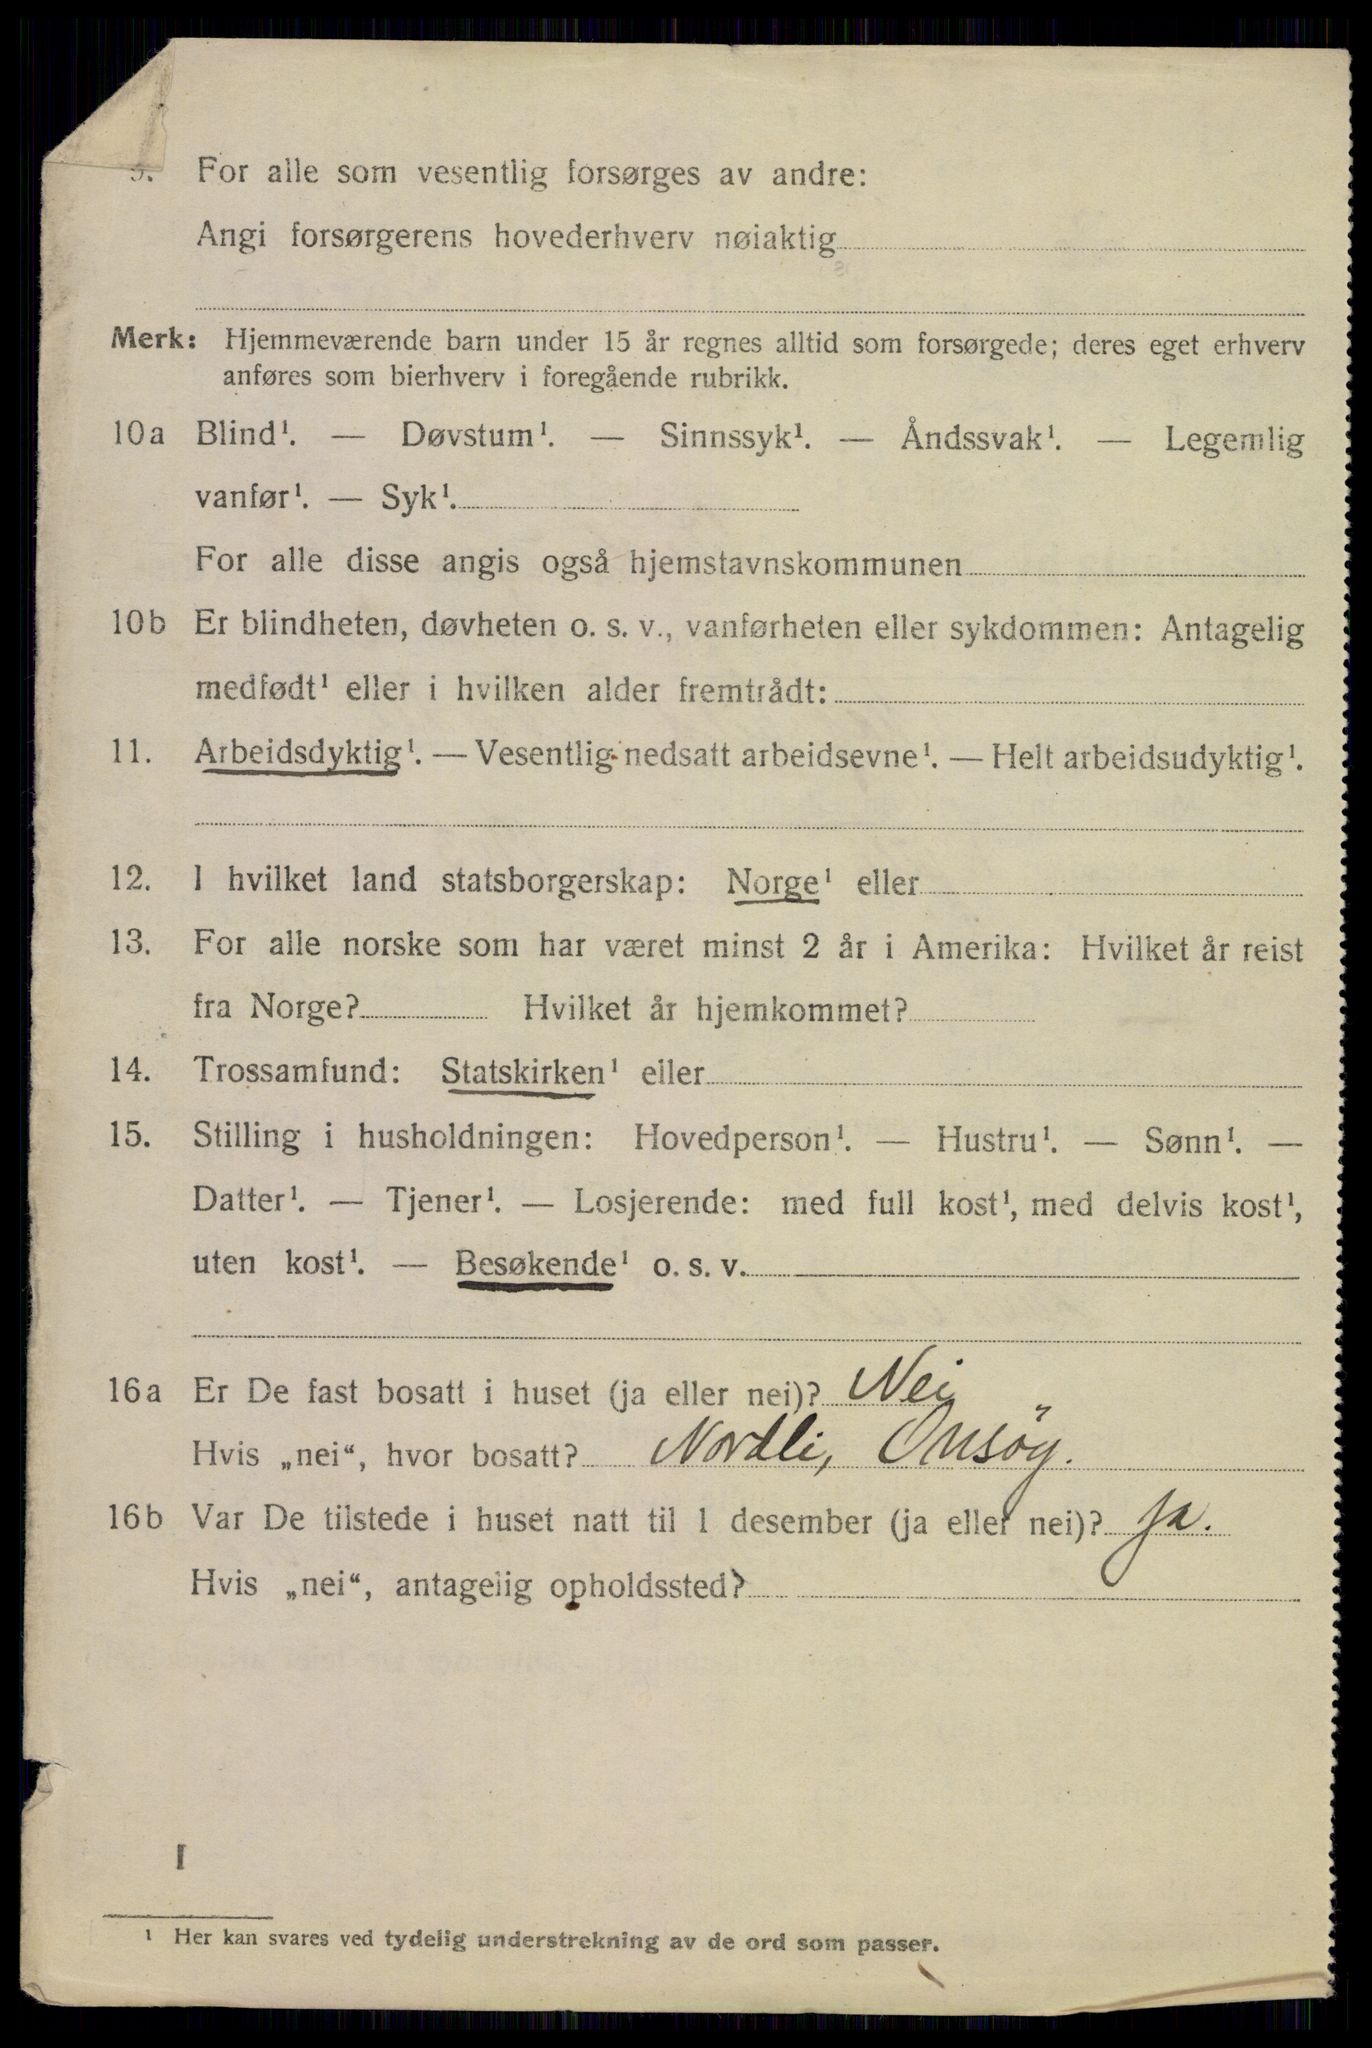 9. For alle som vesentlig forsørges av andre:
Angi forsørgerens hovederhverv nøiaktig
Merk: Hjemmeværende barn under 15 år regnes alltid som forsørgede; deres eget erhverv
anføres som bierhverv i foregående rubrikk.
10a Blind¹. — Døvstum¹. — Sinnssyk¹. — Åndssvak¹. — Legemlig
vanfør¹. — Syk¹.
For alle disse angis også hjemstavnskommunen
10b Er blindheten, døvheten o. s. v., vanførheten eller sykdommen: Antagelig
medfødt¹ eller i hvilken alder fremtrådt:
11. Arbeidsdyktig¹. — Vesentlig nedsatt arbeidsevne¹. — Helt arbeidsudyktig¹.
12. I hvilket land statsborgerskap: Norge¹ eller
13. For alle norske som har været minst 2 år i Amerika: Hvilket år reist
fra Norge? Hvilket år hjemkommet?
14. Trossamfund: Statskirken¹ eller
15. Stilling i husholdningen: Hovedperson¹. — Hustru¹. — Sønn¹. —
Datter¹. — Tjener¹. — Losjerende: med full kost¹, med delvis kost¹,
uten kost¹. — Besøkende¹ o. s. v.
16a Er De fast bosatt i huset (ja eller nei)? Nei
Hvis „nei“, hvor bosatt? Nordli, Onsöy.
16b Var De tilstede i huset natt til 1 desember (ja eller nei)? Ja.
Hvis „nei“, antagelig opholdssted?
I
¹ Her kan svares ved tydelig understrekning av de ord som passer.